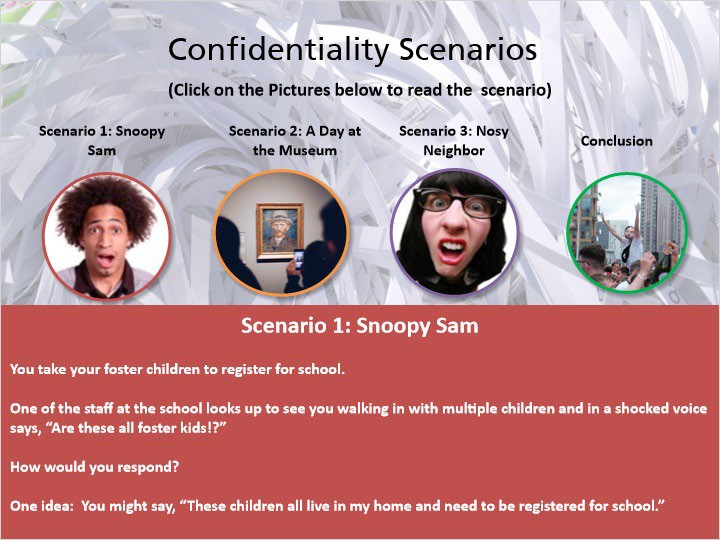 Confidentiality Scenarios
(Click on the Pictures below to read the  scenario)
Scenario 1: Snoopy
Sam
Scenario 2: A Day at
the Museum
Scenario 3: Nosy
Neighbor
Conclusion
Scenario 1: Snoopy Sam
You take your foster children to register for school.
One of the staff at the school looks up to see you walking in with multiple children and in a shocked voice
says, “Are these all foster kids!?”
How would you respond?
One idea:  You might say, “These children all live in my home and need to be registered for school.”